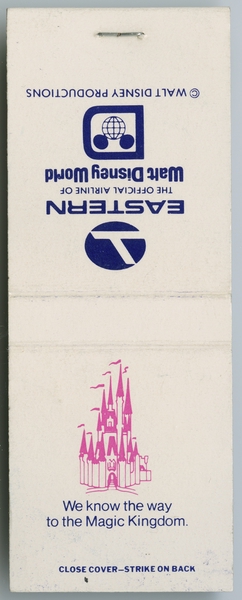 EASTERN
THE OFFICIAL AIRLINE OF
Walt Disney World
© WALT DISNEY PRODUCTIONS
We know the way
to the Magic Kingdom.
CLOSE COVER—STRIKE ON BACK